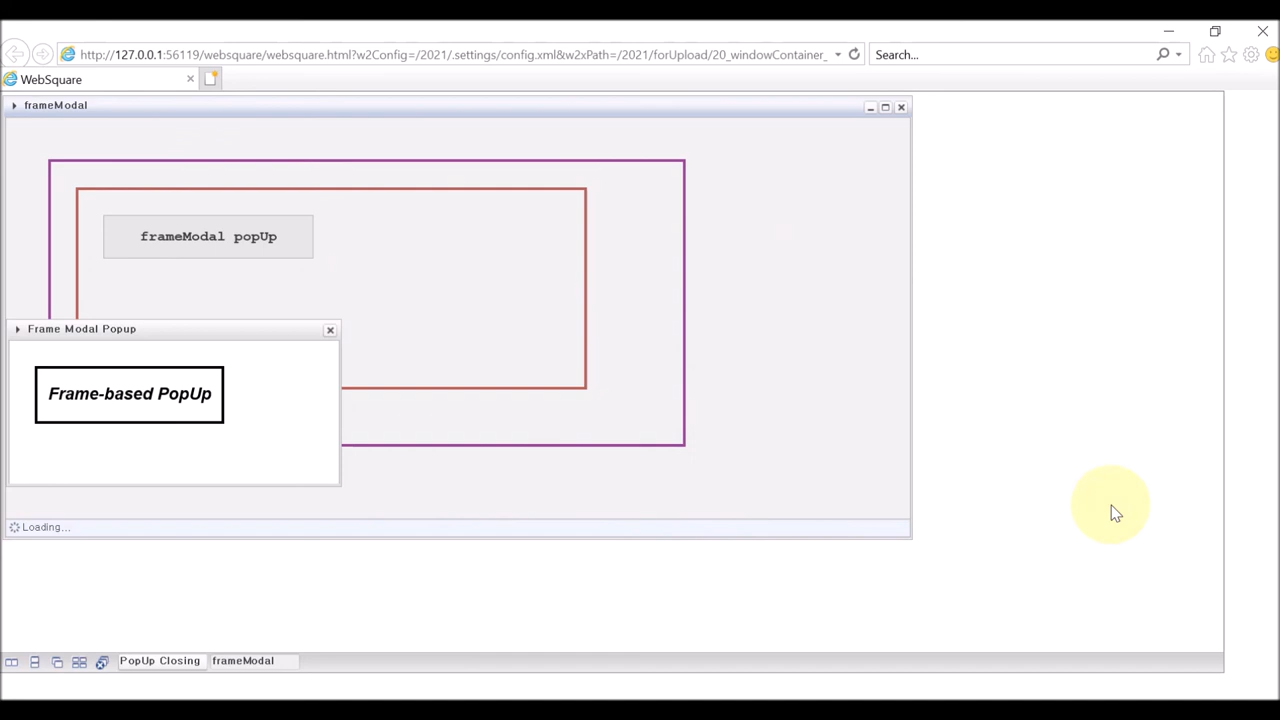 http://127.0.0.1:56119/websquare/websquare.html?w2Config=/2021/.settings/config.xml&w2xPath=/2021/forUpload/20_windowContainer_
Search...
WebSquare
frameModal
frameModal popUp
Frame Modal Popup
Frame-based PopUp
Loading...
PopUp Closing
frameModal